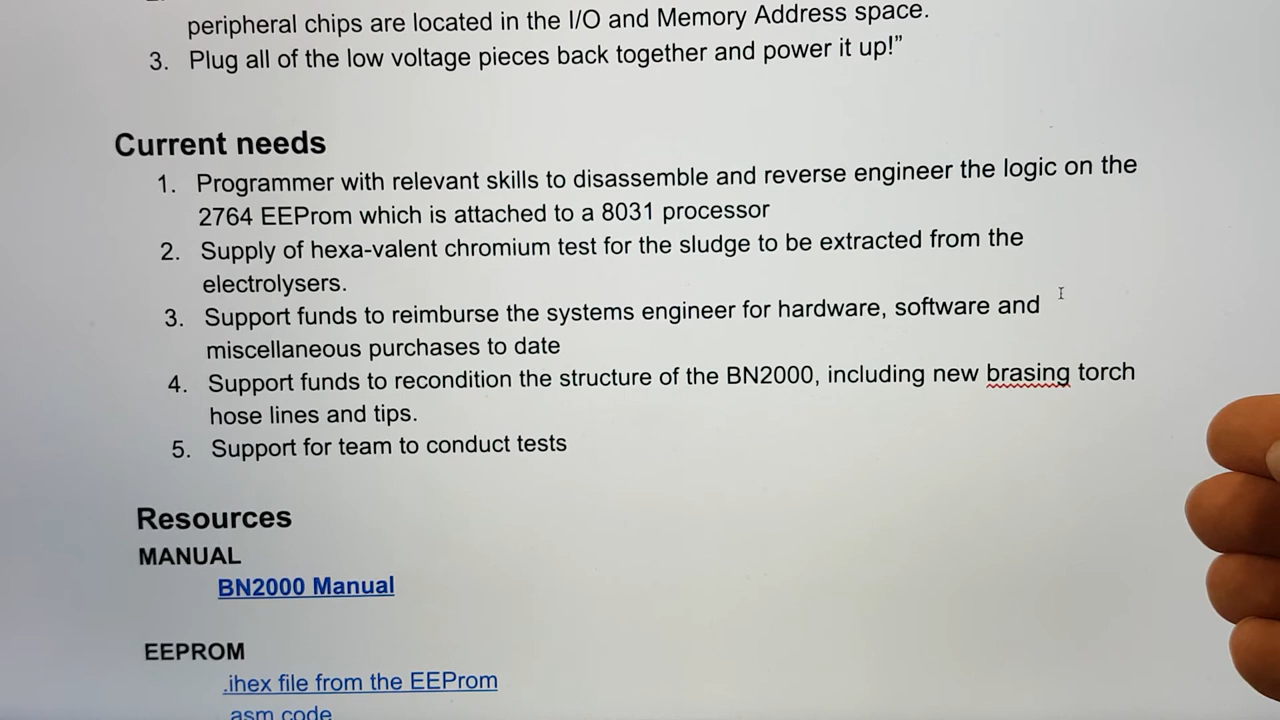 peripheral chips are located in the I/O and Memory Address space.
3. Plug all of the low voltage pieces back together and power it up!”
Current needs
1. Programmer with relevant skills to disassemble and reverse engineer the logic on the
2764 EEProm which is attached to a 8031 processor
2. Supply of hexa-valent chromium test for the sludge to be extracted from the
electrolysers.
3. Support funds to reimburse the systems engineer for hardware, software and
miscellaneous purchases to date
4. Support funds to recondition the structure of the BN2000, including new brasing torch
hose lines and tips.
5. Support for team to conduct tests
Resources
MANUAL
BN2000 Manual
EEPROM
.ihex file from the EEProm
asm code